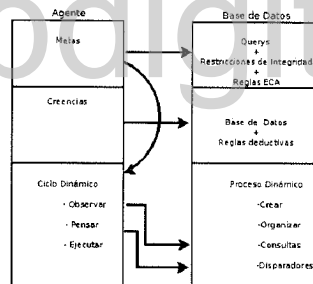 Agente
Base de Datos
Metas
Querys
+
Restricciones de Integridad
+
Reglas ECA
Creencias
Base de Datos
+
Reglas deductivas
Ciclo Dinámico
- Observar
- Pensar
- Ejecutar
Proceso Dinámico
-Crear
-Organizar
-Consultas
-Disparadores